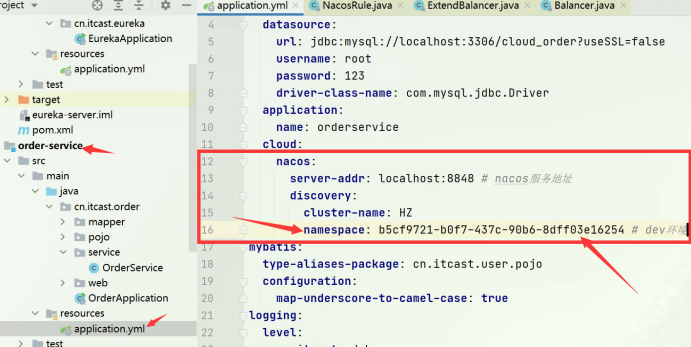 roject
cn.itcast.eureka
EurekaApplication
resources
application.yml
test
target
eureka-server.iml
pom.xml
order-service
src
main
java
cn.itcast.order
mapper
pojo
service
OrderService
web
OrderApplication
resources
application.yml
test
application.yml
NacosRule.java
ExtendBalancer.java
Balancer.java
4 datasource:
5 url: jdbc:mysql://localhost:3306/cloud_order?useSSL=false
6 username: root
7 password: 123
8 driver-class-name: com.mysql.jdbc.Driver
9 application:
10 name: orderservice
11 cloud:
12 nacos:
13 server-addr: localhost:8848 # nacos服务地址
14 discovery:
15 cluster-name: HZ
16 namespace: b5cf9721-b0f7-437c-90b6-8dff03e16254 # dev环境
17 mybatis:
18 type-aliases-package: cn.itcast.user.pojo
19 configuration:
20 map-underscore-to-camel-case: true
21 logging:
22 level: